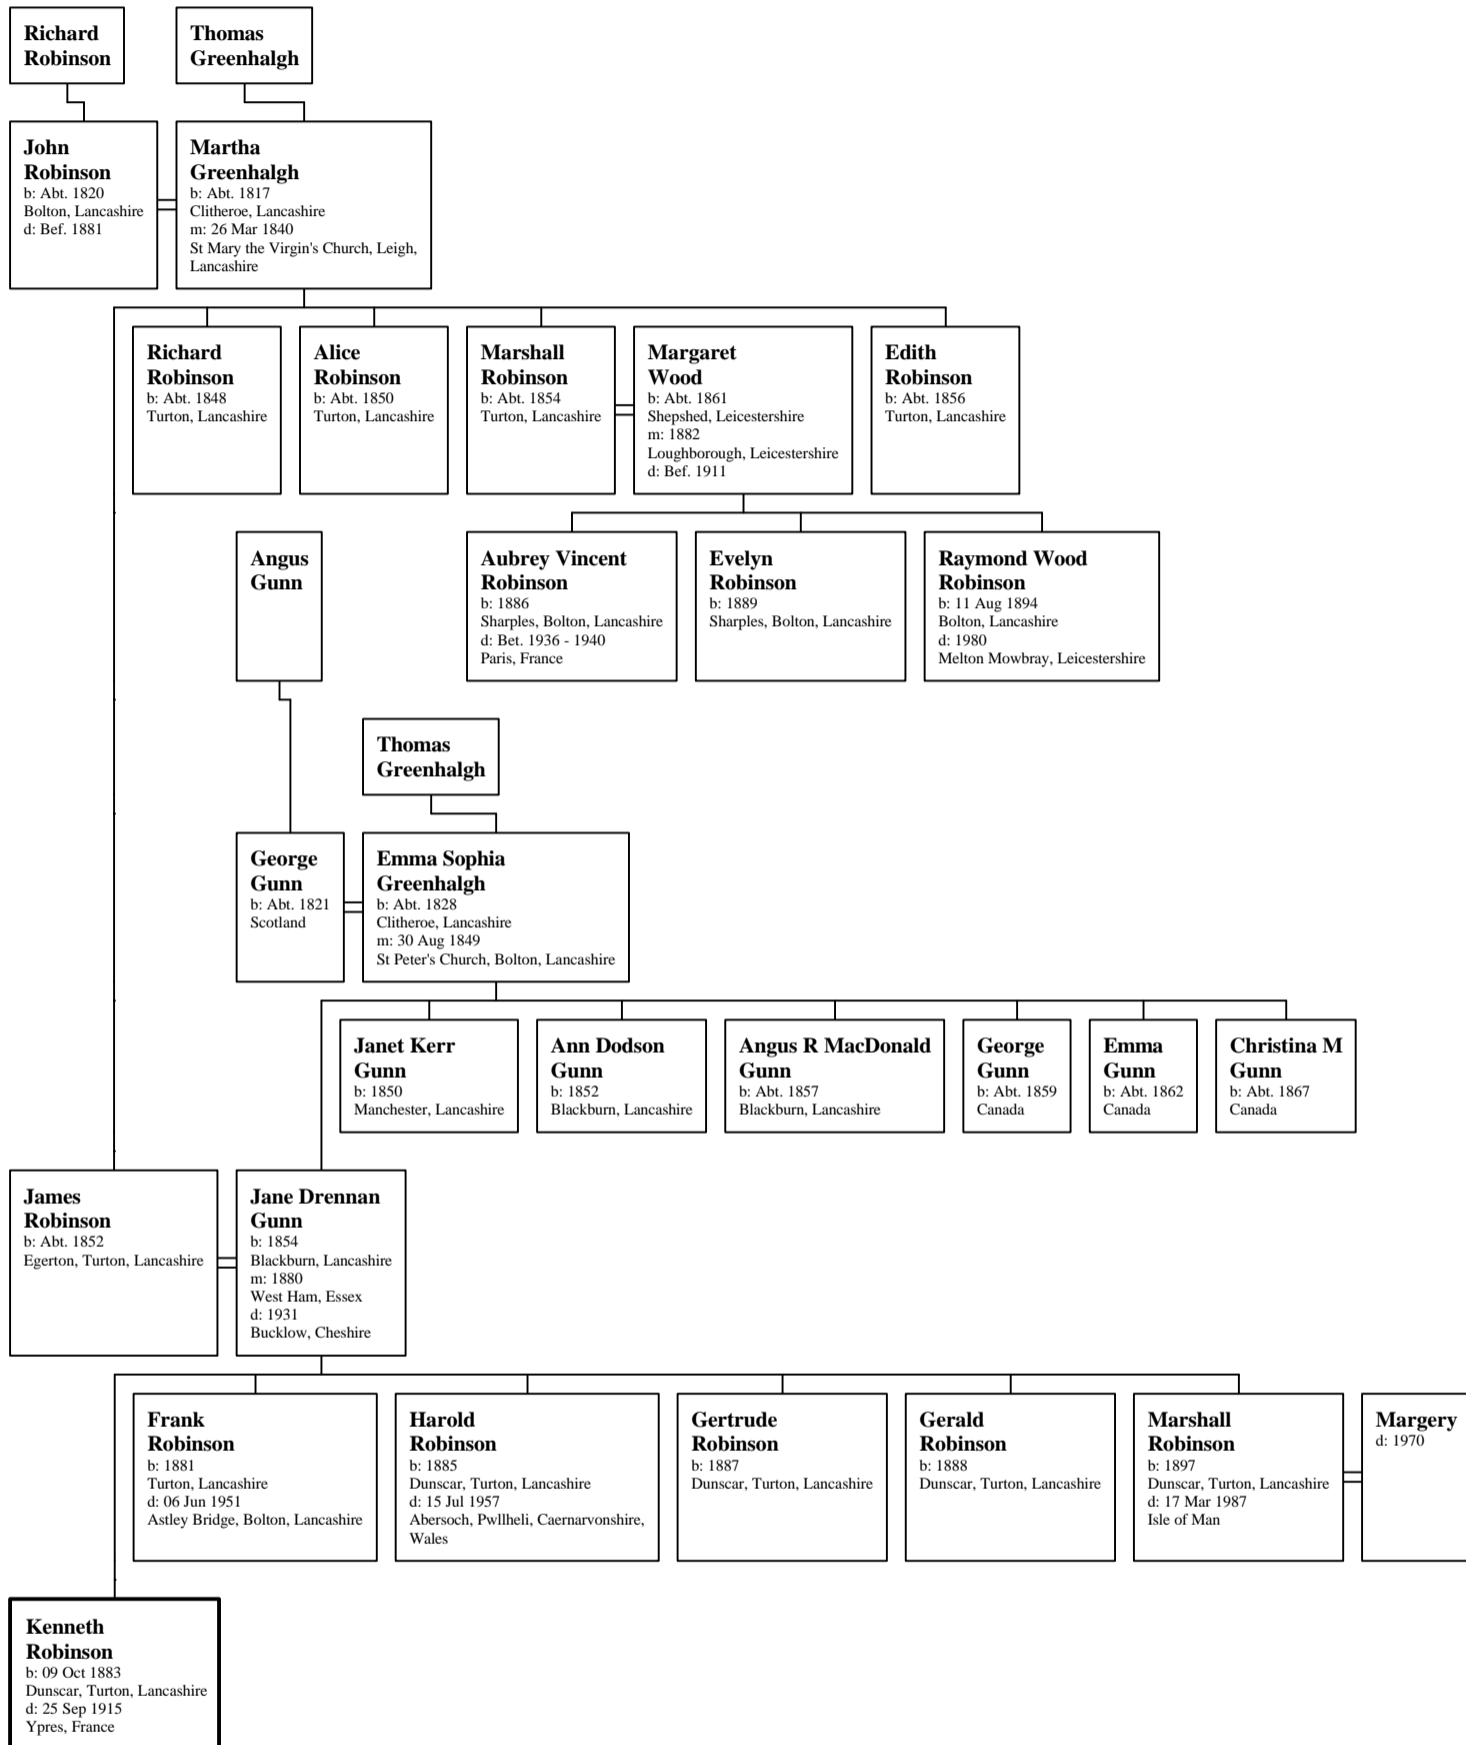 Richard
Robinson
Thomas
Greenhalgh
John
Robinson
b: Abt. 1820
Bolton, Lancashire
d: Bef. 1881
Martha
Greenhalgh
b: Abt. 1817
Clitheroe, Lancashire
m: 26 Mar 1840
St Mary the Virgin's Church, Leigh,
Lancashire
Richard
Robinson
b: Abt. 1848
Turton, Lancashire
Alice
Robinson
b: Abt. 1850
Turton, Lancashire
Marshall
Robinson
b: Abt. 1854
Turton, Lancashire
Margaret
Wood
b: Abt. 1861
Shepshed, Leicestershire
m: 1882
Loughborough, Leicestershire
d: Bef. 1911
Edith
Robinson
b: Abt. 1856
Turton, Lancashire
Angus
Gunn
Aubrey Vincent
Robinson
b: 1886
Sharples, Bolton, Lancashire
d: Bet. 1936 - 1940
Paris, France
Evelyn
Robinson
b: 1889
Sharples, Bolton, Lancashire
Raymond Wood
Robinson
b: 11 Aug 1894
Bolton, Lancashire
d: 1980
Melton Mowbray, Leicestershire
Thomas
Greenhalgh
George
Gunn
b: Abt. 1821
Scotland
Emma Sophia
Greenhalgh
b: Abt. 1828
Clitheroe, Lancashire
m: 30 Aug 1849
St Peter's Church, Bolton, Lancashire
Janet Kerr
Gunn
b: 1850
Manchester, Lancashire
Ann Dodson
Gunn
b: 1852
Blackburn, Lancashire
Angus R MacDonald
Gunn
b: Abt. 1857
Blackburn, Lancashire
George
Gunn
b: Abt. 1859
Canada
Emma
Gunn
b: Abt. 1862
Canada
Christina M
Gunn
b: Abt. 1867
Canada
James
Robinson
b: Abt. 1852
Egerton, Turton, Lancashire
Jane Drennan
Gunn
b: 1854
Blackburn, Lancashire
m: 1880
West Ham, Essex
d: 1931
Bucklow, Cheshire
Frank
Robinson
b: 1881
Turton, Lancashire
d: 06 Jun 1951
Astley Bridge, Bolton, Lancashire
Harold
Robinson
b: 1885
Dunscar, Turton, Lancashire
d: 15 Jul 1957
Abersoch, Pwllheli, Caernarvonshire,
Wales
Gertrude
Robinson
b: 1887
Dunscar, Turton, Lancashire
Gerald
Robinson
b: 1888
Dunscar, Turton, Lancashire
Marshall
Robinson
b: 1897
Dunscar, Turton, Lancashire
d: 17 Mar 1987
Isle of Man
Margery
d: 1970
Kenneth
Robinson
b: 09 Oct 1883
Dunscar, Turton, Lancashire
d: 25 Sep 1915
Ypres, France